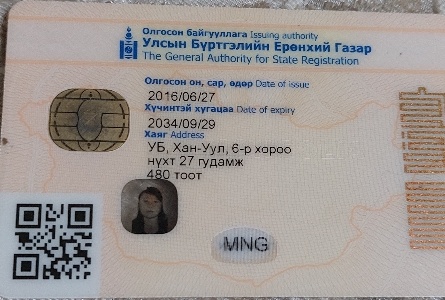 Олгосон байгууллага Issuing authority
Улсын Бүртгэлийн Ерөнхий Газар
The General Authority for State Registration
Олгосон он, сар, өдөр Date of issue
2016/06/27
Хүчинтэй хугацаа Date of expiry
2034/09/29
Хаяг Address
УБ, Хан-Уул, 6-р хороо
нүхт 27 гудамж
480 тоот
MNG